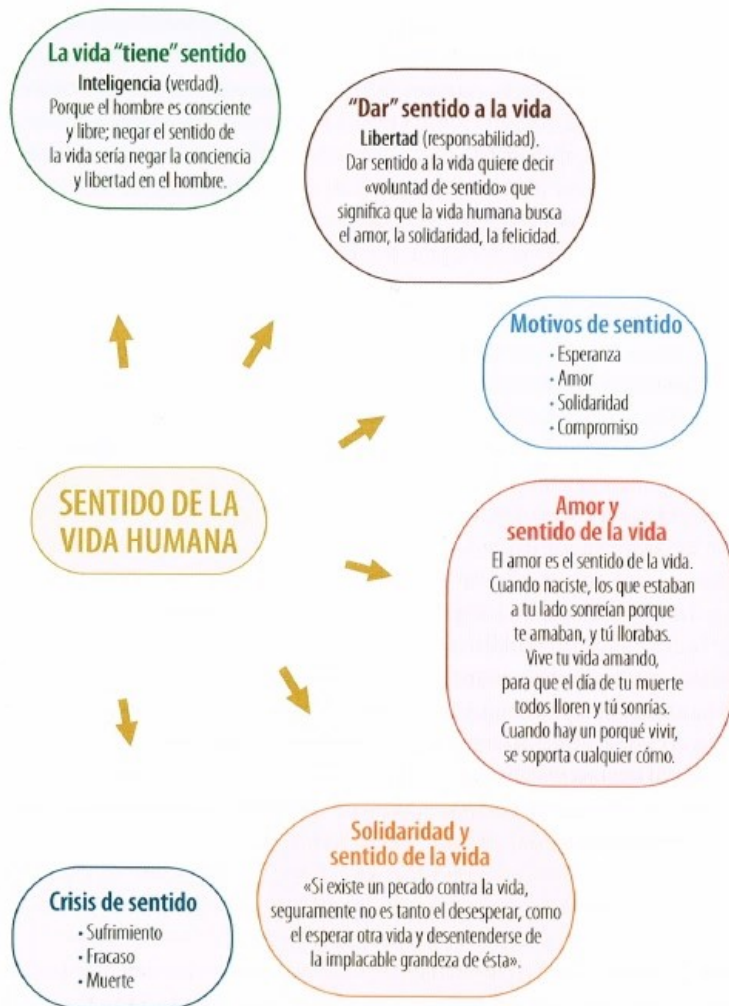 La vida “tiene” sentido
Inteligencia (verdad).
Porque el hombre es consciente
y libre; negar el sentido de
la vida sería negar la conciencia
y libertad en el hombre.
“Dar” sentido a la vida
Libertad (responsabilidad).
Dar sentido a la vida quiere decir
«voluntad de sentido» que
significa que la vida humana busca
el amor, la solidaridad, la felicidad.
Motivos de sentido
• Esperanza
• Amor
• Solidaridad
• Compromiso
SENTIDO DE LA
VIDA HUMANA
Amor y
sentido de la vida
El amor es el sentido de la vida.
Cuando naciste, los que estaban
a tu lado sonreían porque
te amaban, y tú llorabas.
Vive tu vida amando,
para que el día de tu muerte
todos lloren y tú sonrías.
Cuando hay un porqué vivir,
se soporta cualquier cómo.
Solidaridad y
sentido de la vida
«Si existe un pecado contra la vida,
seguramente no es tanto el desesperar, como
el esperar otra vida y desentenderse de
la implacable grandeza de ésta».
Crisis de sentido
• Sufrimiento
• Fracaso
• Muerte